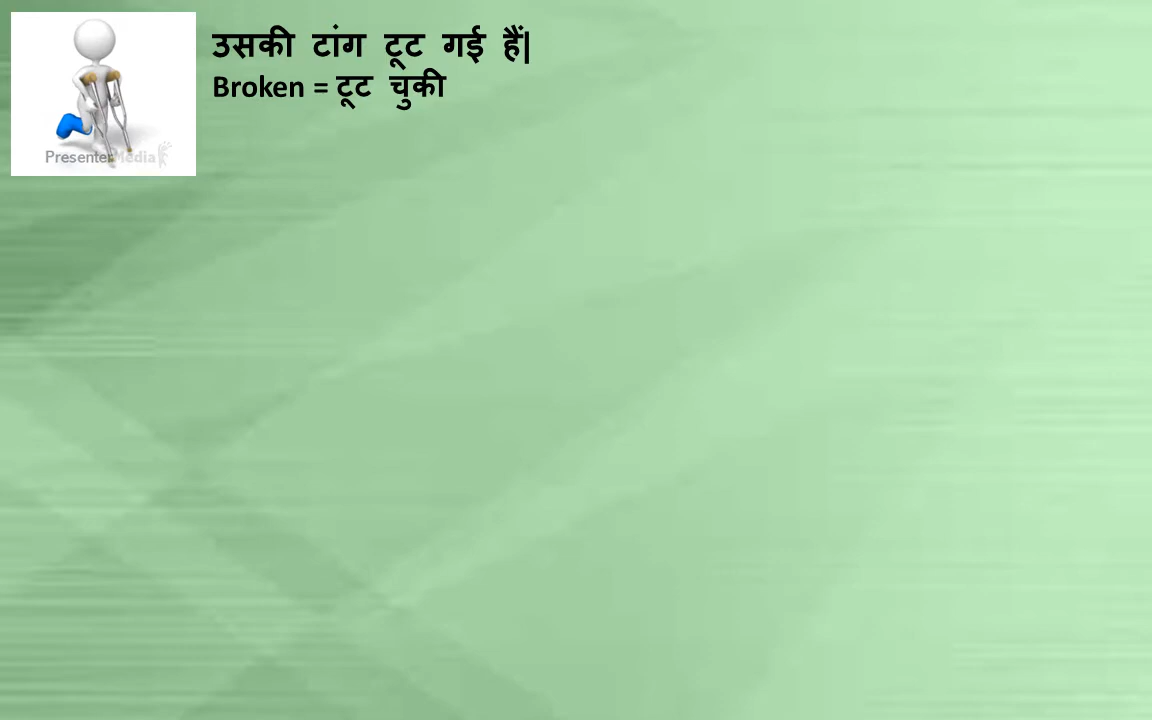 उसकी टांग टूट गई हैं|
Broken = टूट चुकी
PresenterMedia